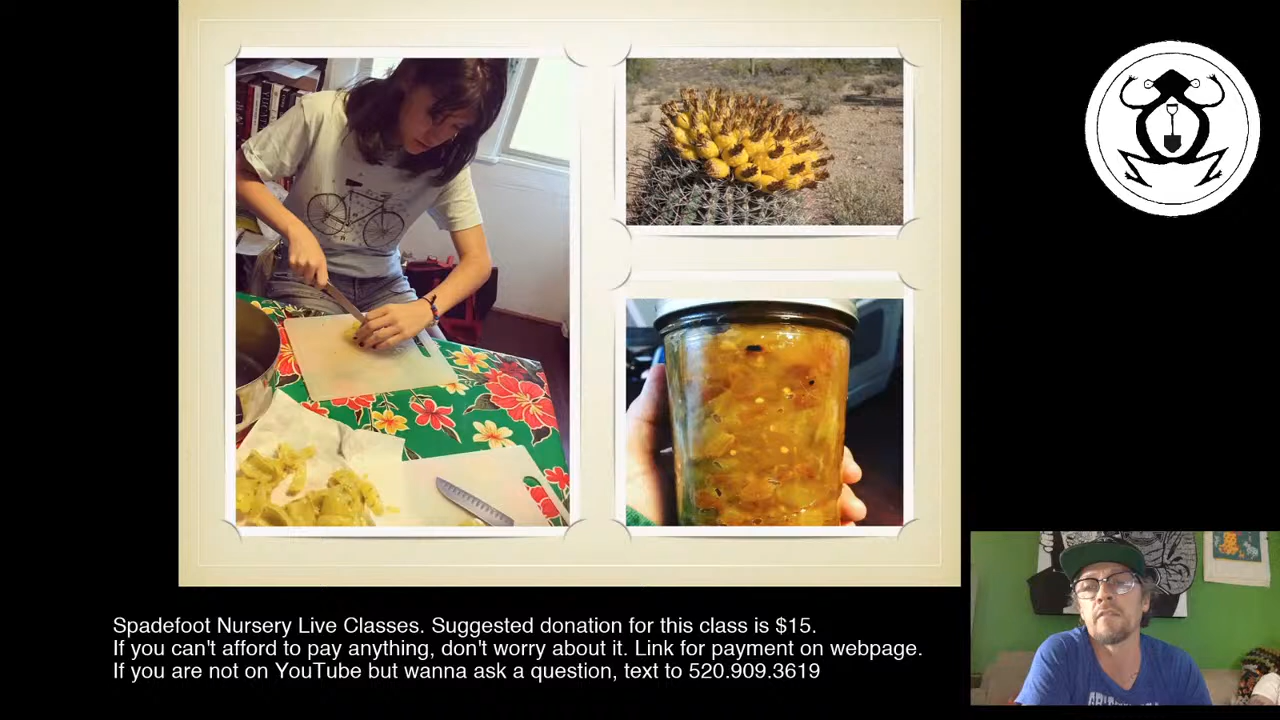 Spadefoot Nursery Live Classes. Suggested donation for this class is $15.
If you can't afford to pay anything, don't worry about it. Link for payment on webpage.
If you are not on YouTube but wanna ask a question, text to 520.909.3619